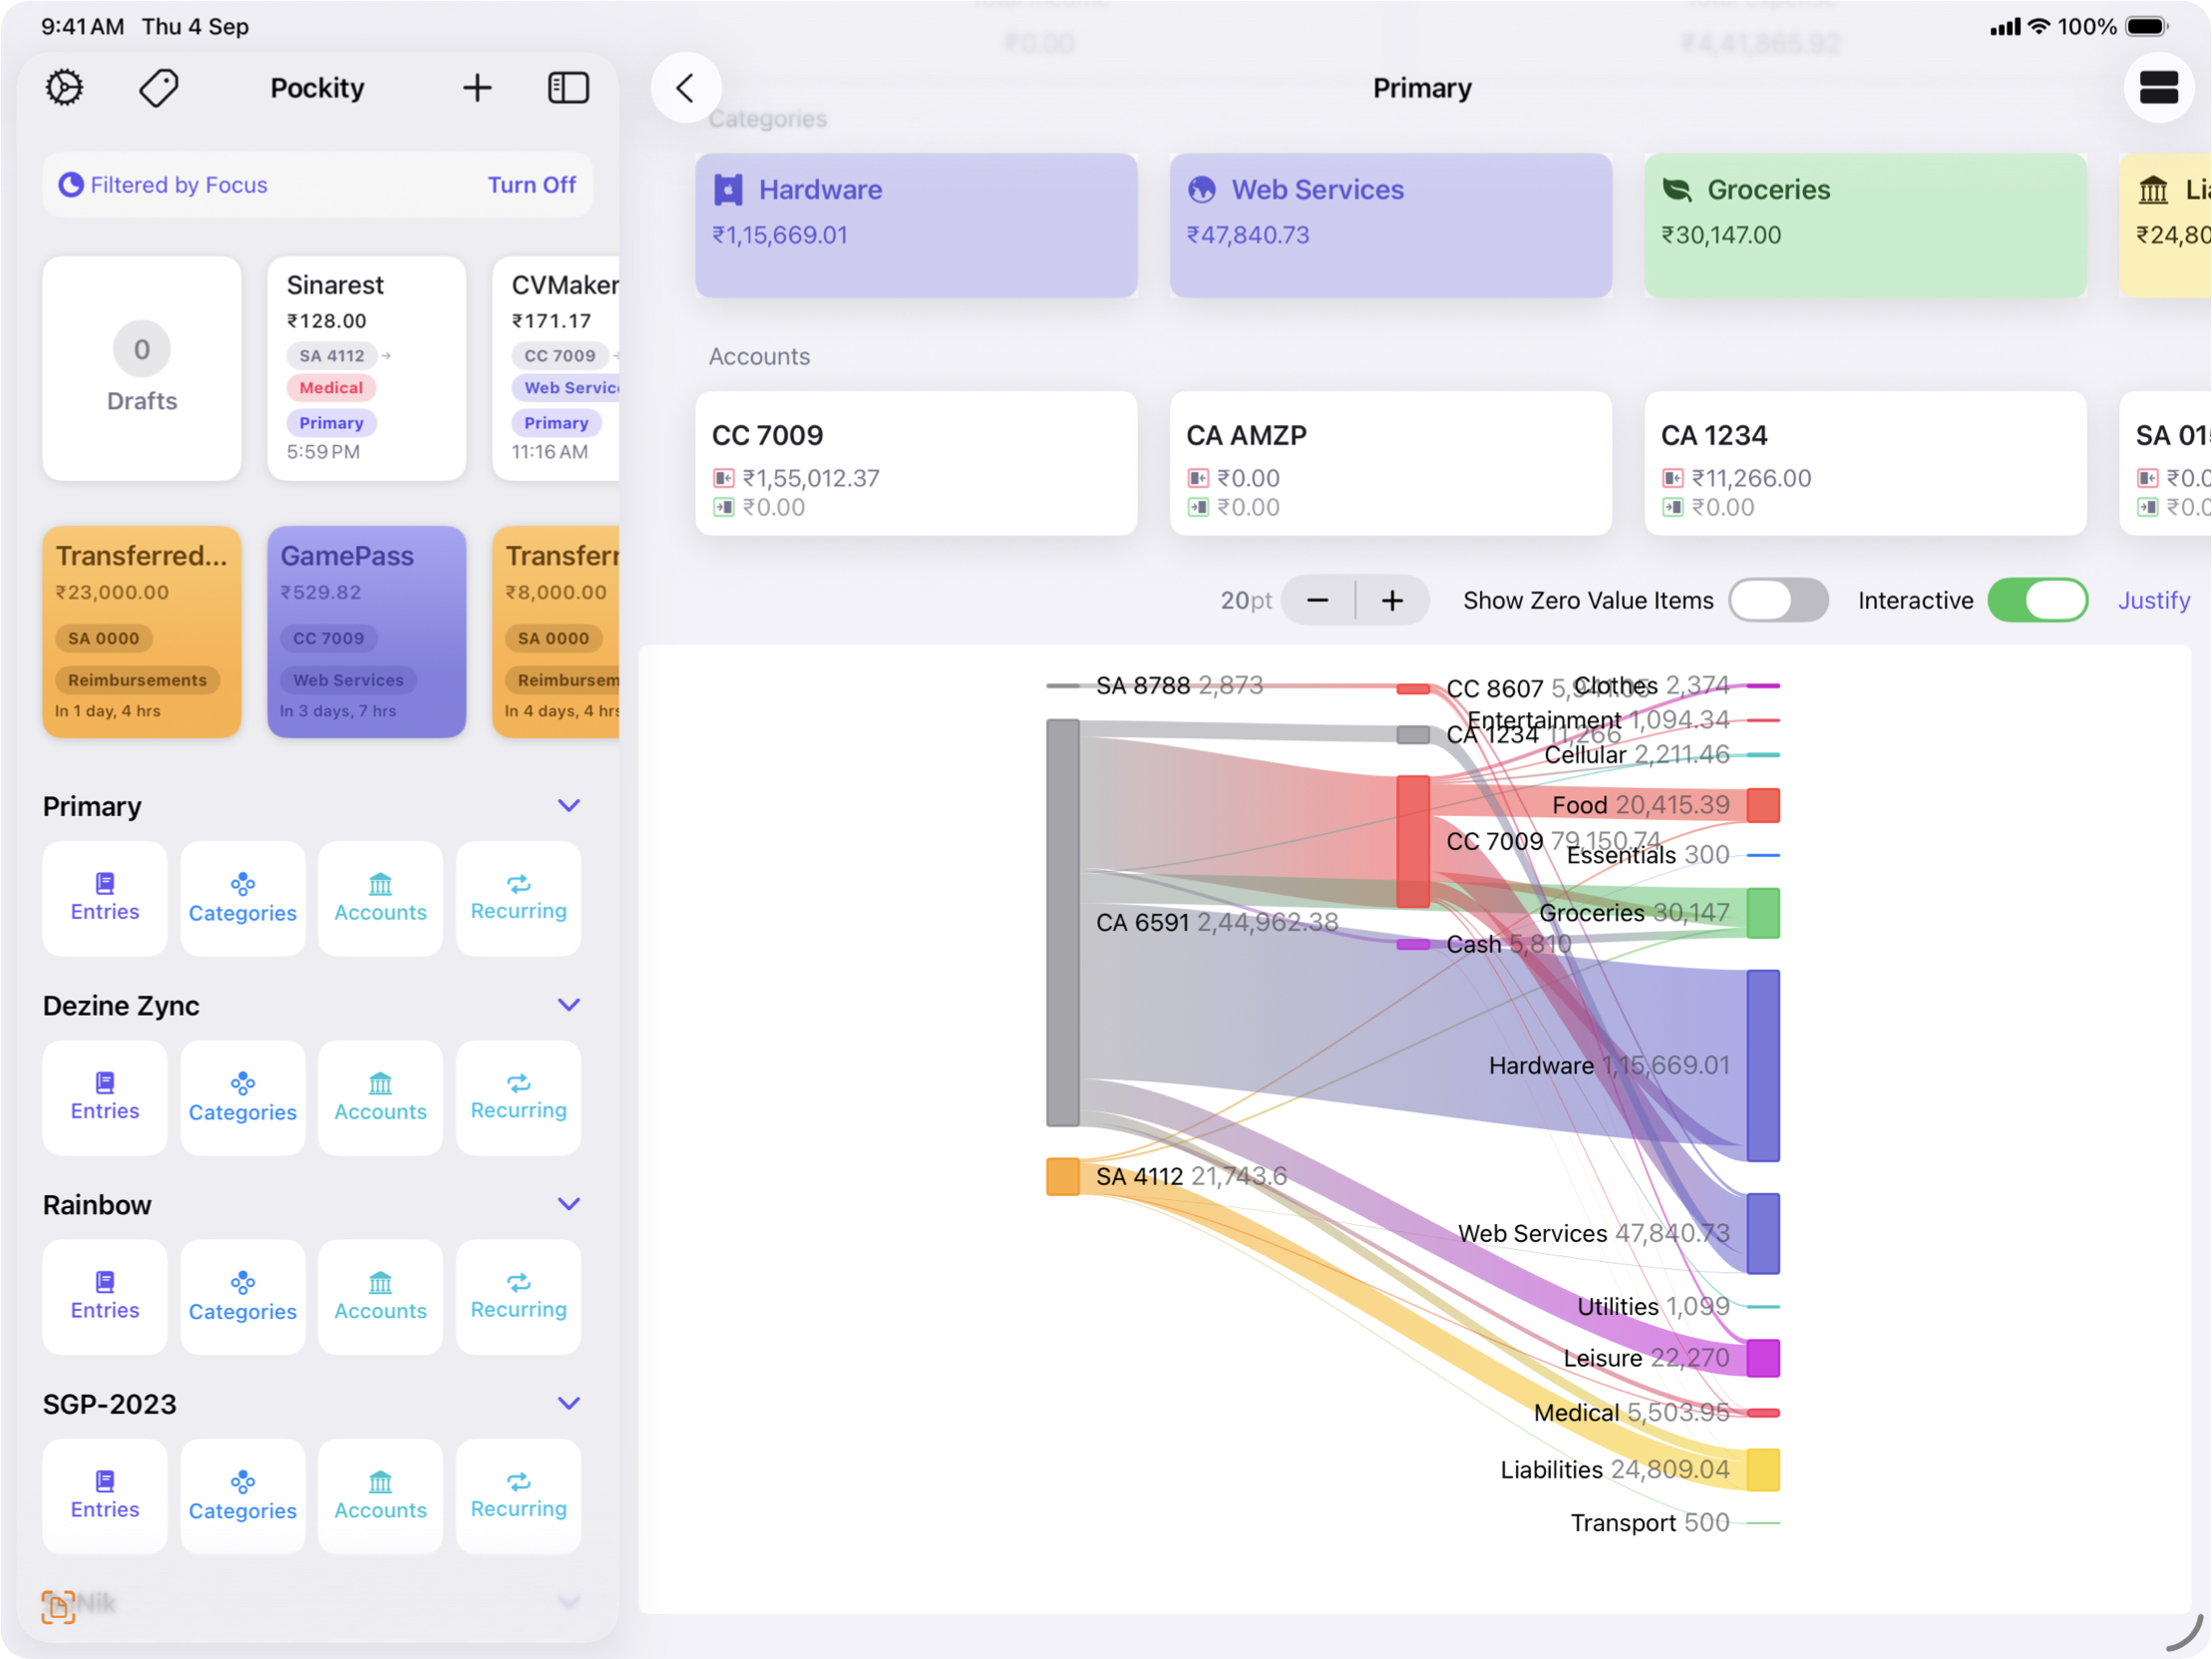 9:41 AM Thu 4 Sep
100%
Pockity
Filtered by Focus
Turn Off
0
Drafts
Sinarest
₹128.00
SA 4112
Medical
Primary
5:59 PM
CVMaker
₹171.17
CC 7009
Web Servic
Primary
11:16 AM
Transferred...
₹23,000.00
SA 0000
Reimbursements
In 1 day, 4 hrs
GamePass
₹529.82
CC 7009
Web Services
In 3 days, 7 hrs
Transferr
₹8,000.00
SA 0000
Reimbursem
In 4 days, 4 hrs
Primary
Entries
Categories
Accounts
Recurring
Dezine Zync
Entries
Categories
Accounts
Recurring
Rainbow
Entries
Categories
Accounts
Recurring
SGP-2023
Entries
Categories
Accounts
Recurring
Total Income
₹0.00
Total Expense
₹4,41,865.92
Primary
Categories
Hardware
₹1,15,669.01
Web Services
₹47,840.73
Groceries
₹30,147.00
Lia
₹24,80
Accounts
CC 7009
₹1,55,012.37
₹0.00
CA AMZP
₹0.00
₹0.00
CA 1234
₹11,266.00
₹0.00
SA 01
₹0.0
₹0.0
20pt
Show Zero Value Items
Interactive
Justify
SA 8788 2,873
CC 8607
Clothes 2,374
Entertainment 1,094.34
CA 1234 11,266
Cellular 2,211.46
Food 20,415.39
CC 7009 79,150.74
Essentials 300
Groceries 30,147
CA 6591 2,44,962.38
Cash 5,810
Hardware 1,15,669.01
SA 4112 21,743.6
Web Services 47,840.73
Utilities 1,099
Leisure 22,270
Medical 5,503.95
Liabilities 24,809.04
Transport 500